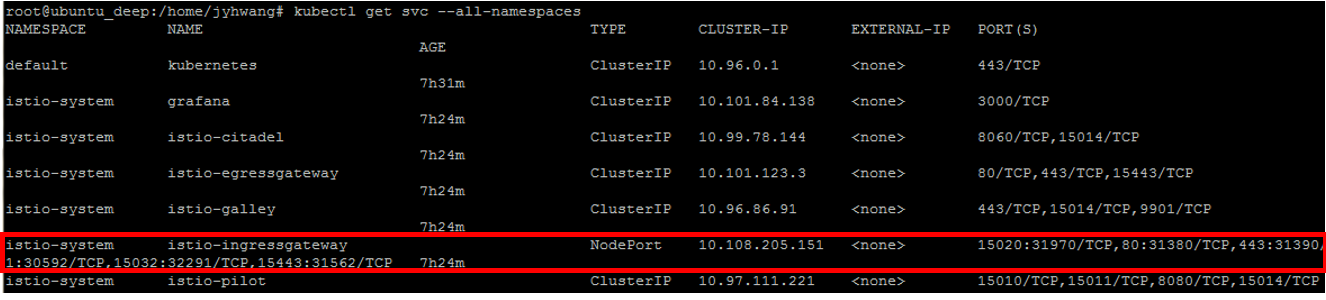 root@ubuntu_deep:/home/jyhwang# kubectl get svc --all-namespaces
NAMESPACE NAME TYPE CLUSTER-IP EXTERNAL-IP PORT(S)
AGE
default kubernetes ClusterIP 10.96.0.1 <none> 443/TCP
7h31m
istio-system grafana ClusterIP 10.101.84.138 <none> 3000/TCP
7h24m
istio-system istio-citadel ClusterIP 10.99.78.144 <none> 8060/TCP,15014/TCP
7h24m
istio-system istio-egressgateway ClusterIP 10.101.123.3 <none> 80/TCP,443/TCP,15443/TCP
7h24m
istio-system istio-galley ClusterIP 10.96.86.91 <none> 443/TCP,15014/TCP,9901/TCP
7h24m
istio-system istio-ingressgateway NodePort 10.108.205.151 <none> 15020:31970/TCP,80:31380/TCP,443:31390/
1:30592/TCP,15032:32291/TCP,15443:31562/TCP 7h24m
istio-system istio-pilot ClusterIP 10.97.111.221 <none> 15010/TCP,15011/TCP,8080/TCP,15014/TCP